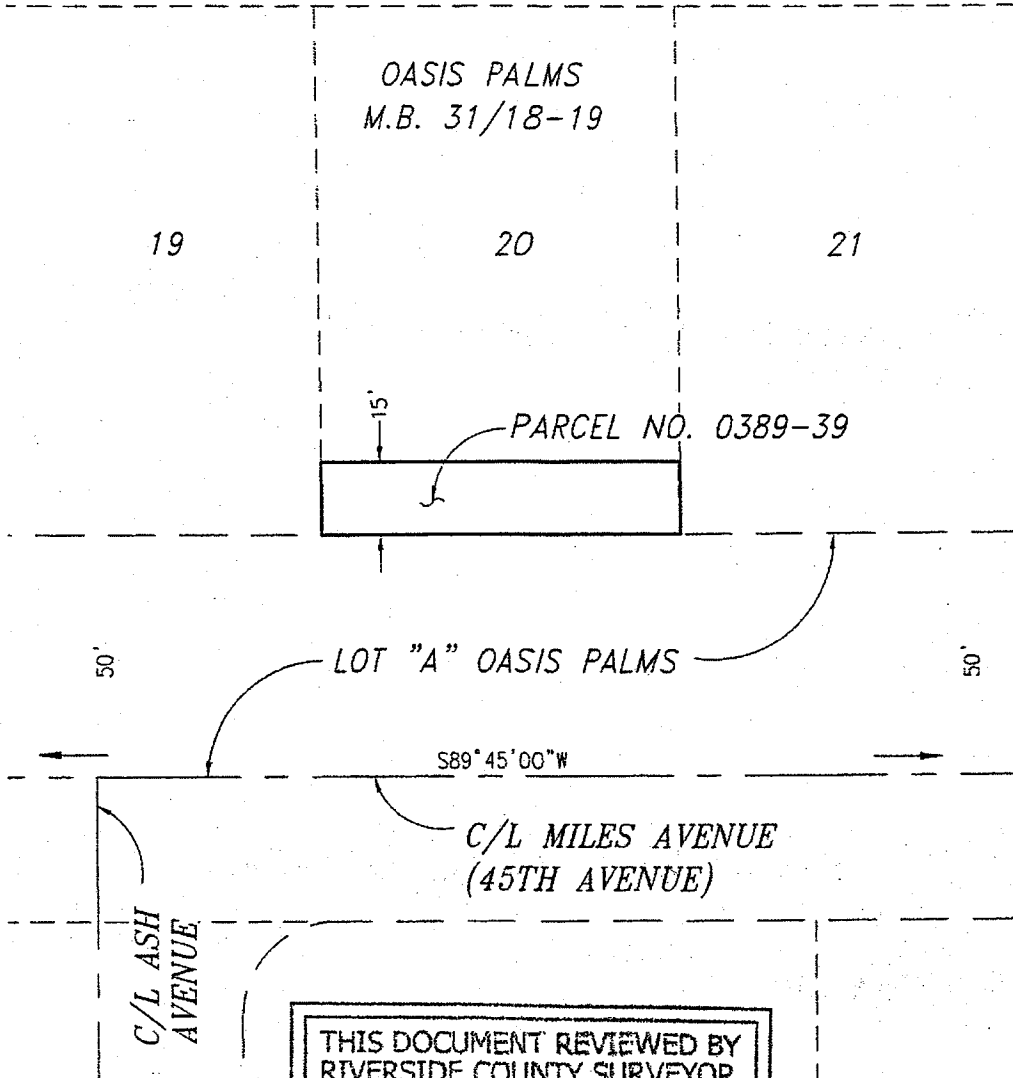 OASIS PALMS
M.B. 31/18-19
19
20
21
15'
PARCEL NO. 0389-39
50'
LOT "A" OASIS PALMS
50'
S89°45'00"W
C/L MILES AVENUE
(45TH AVENUE)
C/L ASH
AVENUE
THIS DOCUMENT REVIEWED BY
RIVERSIDE COUNTY SURVEYOR